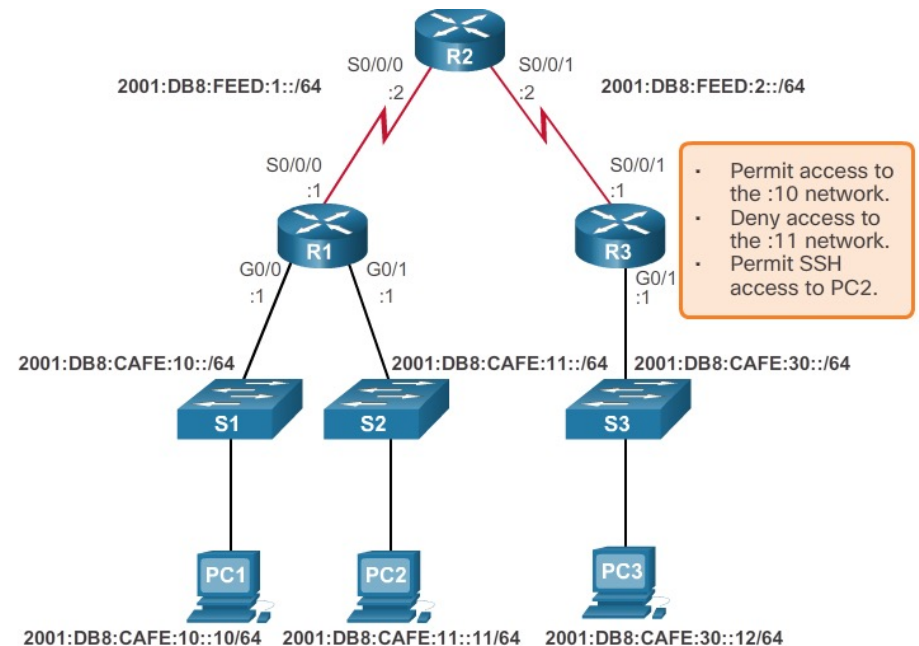 R2
S0/0/0
S0/0/1
2001:DB8:FEED:1::/64
:2
:2
2001:DB8:FEED:2::/64
S0/0/0
:1
S0/0/1
:1
▪ Permit access to
the :10 network.
▪ Deny access to
the :11 network.
▪ Permit SSH
access to PC2.
R1
R3
G0/0
:1
G0/1
:1
G0/1
:1
2001:DB8:CAFE:10::/64
2001:DB8:CAFE:11::/64
2001:DB8:CAFE:30::/64
S1
S2
S3
PC1
PC2
PC3
2001:DB8:CAFE:10::10/64
2001:DB8:CAFE:11::11/64
2001:DB8:CAFE:30::12/64